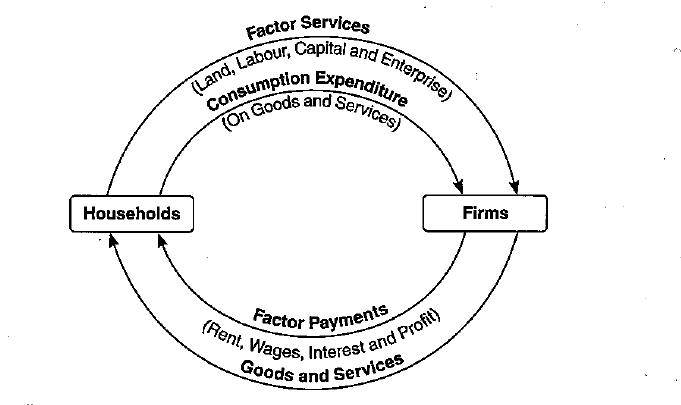 Factor Services
(Land, Labour, Capital and Enterprise)
Consumption Expenditure
(On Goods and Services)
Households
Firms
Factor Payments
(Rent, Wages, Interest and Profit)
Goods and Services